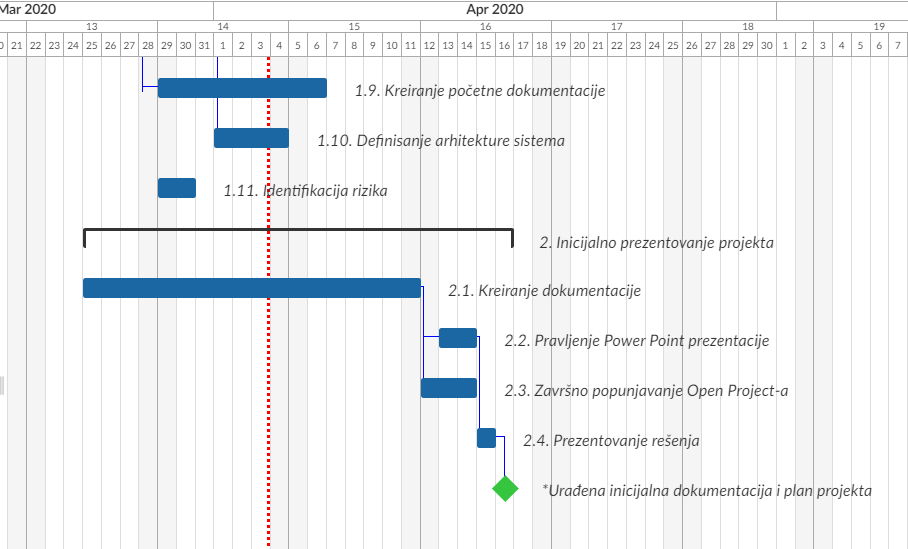 Mar 2020 Apr 2020
13 14 15 16 17 18 19
21 22 23 24 25 26 27 28 29 30 31 1 2 3 4 5 6 7 8 9 10 11 12 13 14 15 16 17 18 19 20 21 22 23 24 25 26 27 28 29 30 1 2 3 4 5 6 7
1.9. Kreiranje početne dokumentacije
1.10. Definisanje arhitekture sistema
1.11. Identifikacija rizika
2. Inicijalno prezentovanje projekta
2.1. Kreiranje dokumentacije
2.2. Pravljenje Power Point prezentacije
2.3. Završno popunjavanje Open Project-a
2.4. Prezentovanje rešenja
*Urađena inicijalna dokumentacija i plan projekta